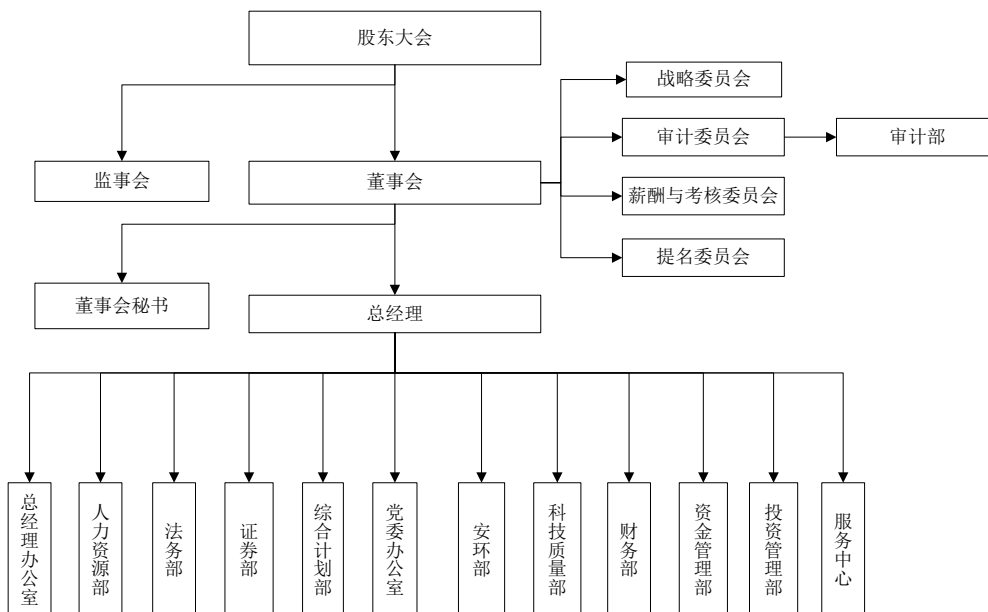 股东大会
战略委员会
审计委员会
审计部
监事会
董事会
薪酬与考核委员会
提名委员会
董事会秘书
总经理
总经理办公室
人力资源部
法务部
证券部
综合计划部
党委办公室
安环部
科技质量部
财务部
资金管理部
投资管理部
服务中心